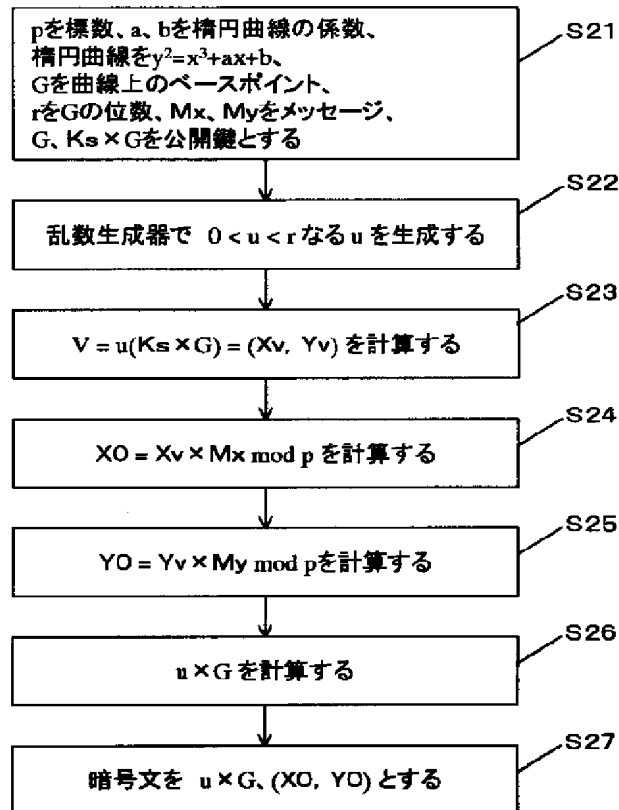 pを標数、a、bを楕円曲線の係数、
楕円曲線をy²=x³+ax+b、
Gを曲線上のベースポイント、
rをGの位数、Mx、Myをメッセージ、
G、Ks×Gを公開鍵とする
S21
乱数生成器で 0<u<r なる u を生成する
S22
V = u(Ks×G) = (Xv, Yv) を計算する
S23
X0 = Xv×Mx mod p を計算する
S24
Y0 = Yv×My mod pを計算する
S25
u×G を計算する
S26
暗号文を u×G、(X0, Y0) とする
S27